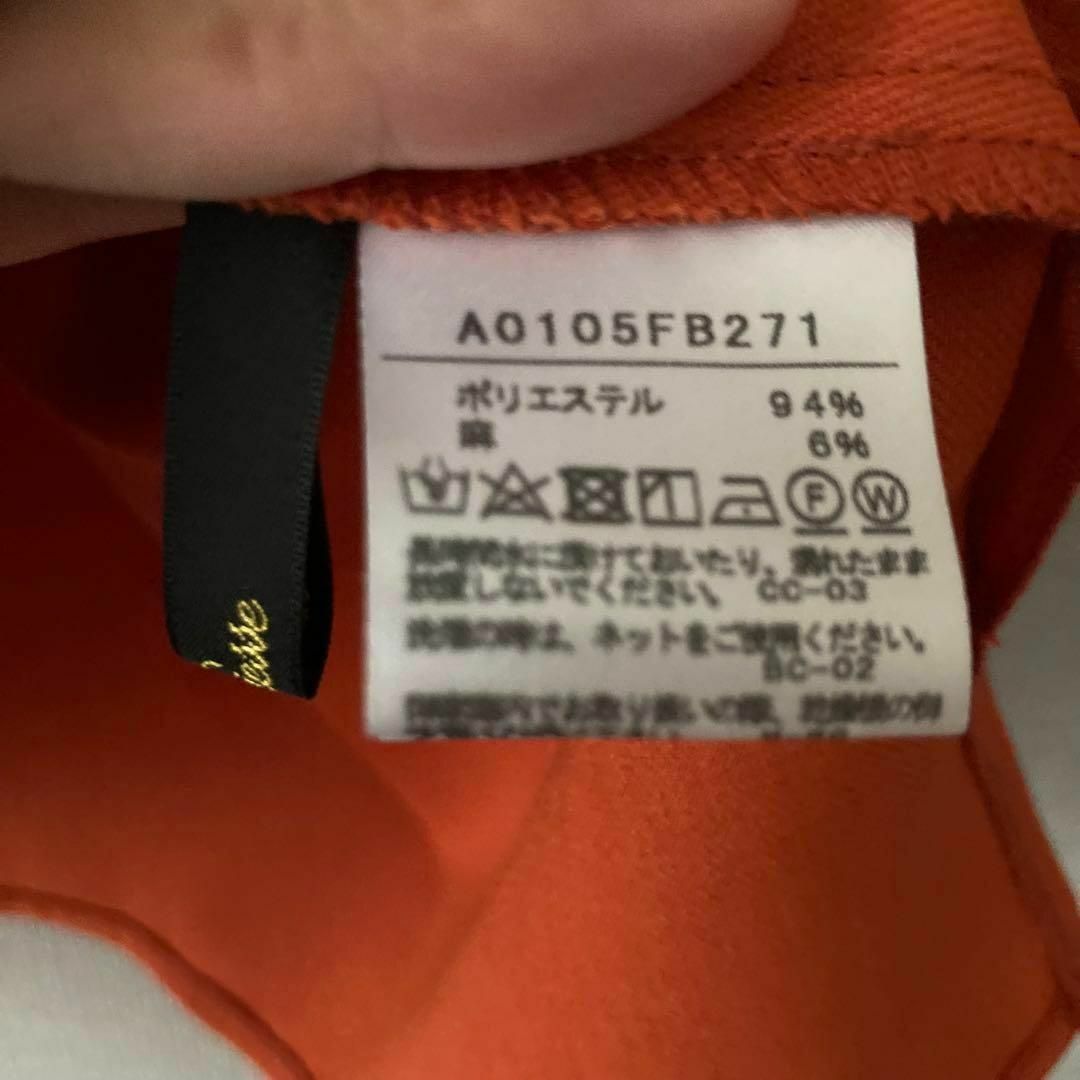 A0105FB271
ポリエステル 94%
麻 6%
F W
長時間水に漬けておいたり、濡れたまま
放置しないでください。 CC-03
洗濯の時は、ネットをご使用ください。
BC-02